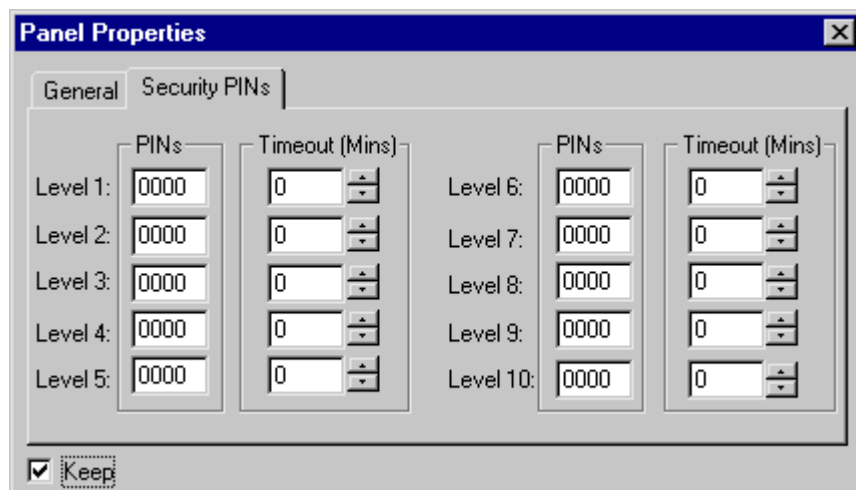 Panel Properties
General Security PINs
PINs Timeout (Mins) PINs Timeout (Mins)
Level 1: 0000 0 Level 6: 0000 0
Level 2: 0000 0 Level 7: 0000 0
Level 3: 0000 0 Level 8: 0000 0
Level 4: 0000 0 Level 9: 0000 0
Level 5: 0000 0 Level 10: 0000 0
Keep